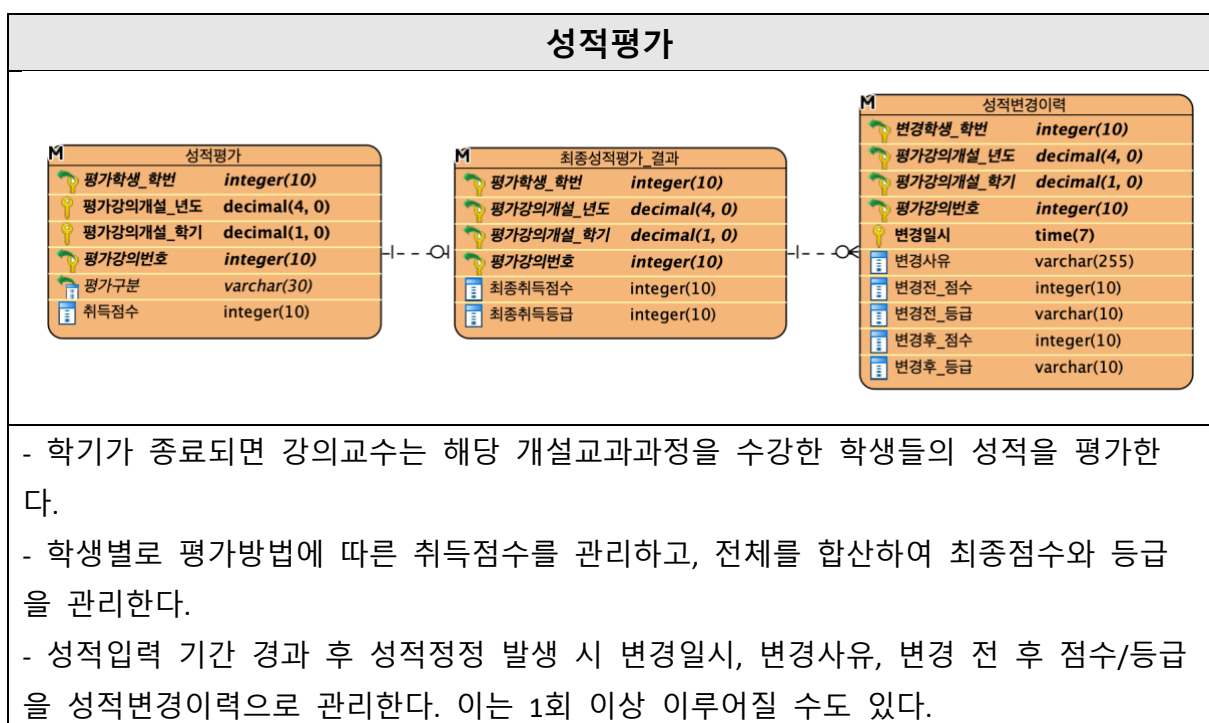 성적평가
M 성적평가
평가학생_학번 integer(10)
평가강의개설_년도 decimal(4, 0)
평가강의개설_학기 decimal(1, 0)
평가강의번호 integer(10)
평가구분 varchar(30)
취득점수 integer(10)
M 최종성적평가_결과
평가학생_학번 integer(10)
평가강의개설_년도 decimal(4, 0)
평가강의개설_학기 decimal(1, 0)
평가강의번호 integer(10)
최종취득점수 integer(10)
최종취득등급 integer(10)
M 성적변경이력
변경학생_학번 integer(10)
평가강의개설_년도 decimal(4, 0)
평가강의개설_학기 decimal(1, 0)
평가강의번호 integer(10)
변경일시 time(7)
변경사유 varchar(255)
변경전_점수 integer(10)
변경전_등급 varchar(10)
변경후_점수 integer(10)
변경후_등급 varchar(10)
- 학기가 종료되면 강의교수는 해당 개설교과과정을 수강한 학생들의 성적을 평가한
다.
- 학생별로 평가방법에 따른 취득점수를 관리하고, 전체를 합산하여 최종점수와 등급
을 관리한다.
- 성적입력 기간 경과 후 성적정정 발생 시 변경일시, 변경사유, 변경 전 후 점수/등급
을 성적변경이력으로 관리한다. 이는 1회 이상 이루어질 수도 있다.